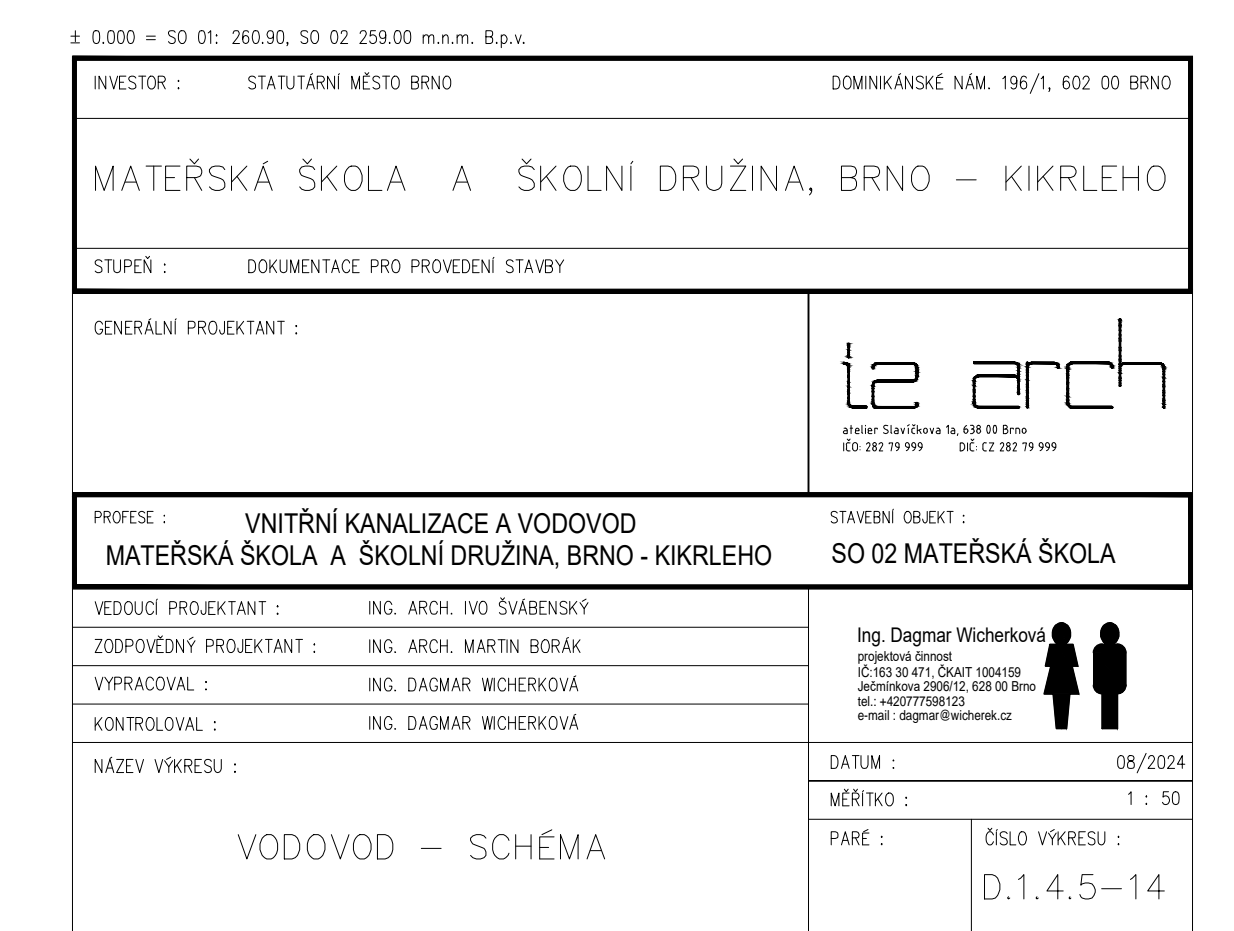 ± 0.000 = SO 01: 260.90, SO 02 259.00 m.n.m. B.p.v.
INVESTOR : STATUTÁRNÍ MĚSTO BRNO DOMINIKÁNSKÉ NÁM. 196/1, 602 00 BRNO
MATEŘSKÁ ŠKOLA A ŠKOLNÍ DRUŽINA, BRNO – KIKRLEHO
STUPEŇ : DOKUMENTACE PRO PROVEDENÍ STAVBY
GENERÁLNÍ PROJEKTANT :
iz arch
atelier Slavíčkova 1a, 638 00 Brno
IČO: 282 79 999 DIČ: CZ 282 79 999
PROFESE : VNITŘNÍ KANALIZACE A VODOVOD
MATEŘSKÁ ŠKOLA A ŠKOLNÍ DRUŽINA, BRNO - KIKRLEHO
STAVEBNÍ OBJEKT :
SO 02 MATEŘSKÁ ŠKOLA
VEDOUCÍ PROJEKTANT : ING. ARCH. IVO ŠVÁBENSKÝ
ZODPOVĚDNÝ PROJEKTANT : ING. ARCH. MARTIN BORÁK
VYPRACOVAL : ING. DAGMAR WICHERKOVÁ
KONTROLOVAL : ING. DAGMAR WICHERKOVÁ
Ing. Dagmar Wicherková
projektová činnost
IČ:163 30 471, ČKAIT 1004159
Ječmínkova 2906/12, 628 00 Brno
tel.: +420777598123
e-mail : dagmar@wicherek.cz
NÁZEV VÝKRESU :
VODOVOD – SCHÉMA
DATUM : 08/2024
MĚŘÍTKO : 1 : 50
PARÉ :
ČÍSLO VÝKRESU :
D.1.4.5–14